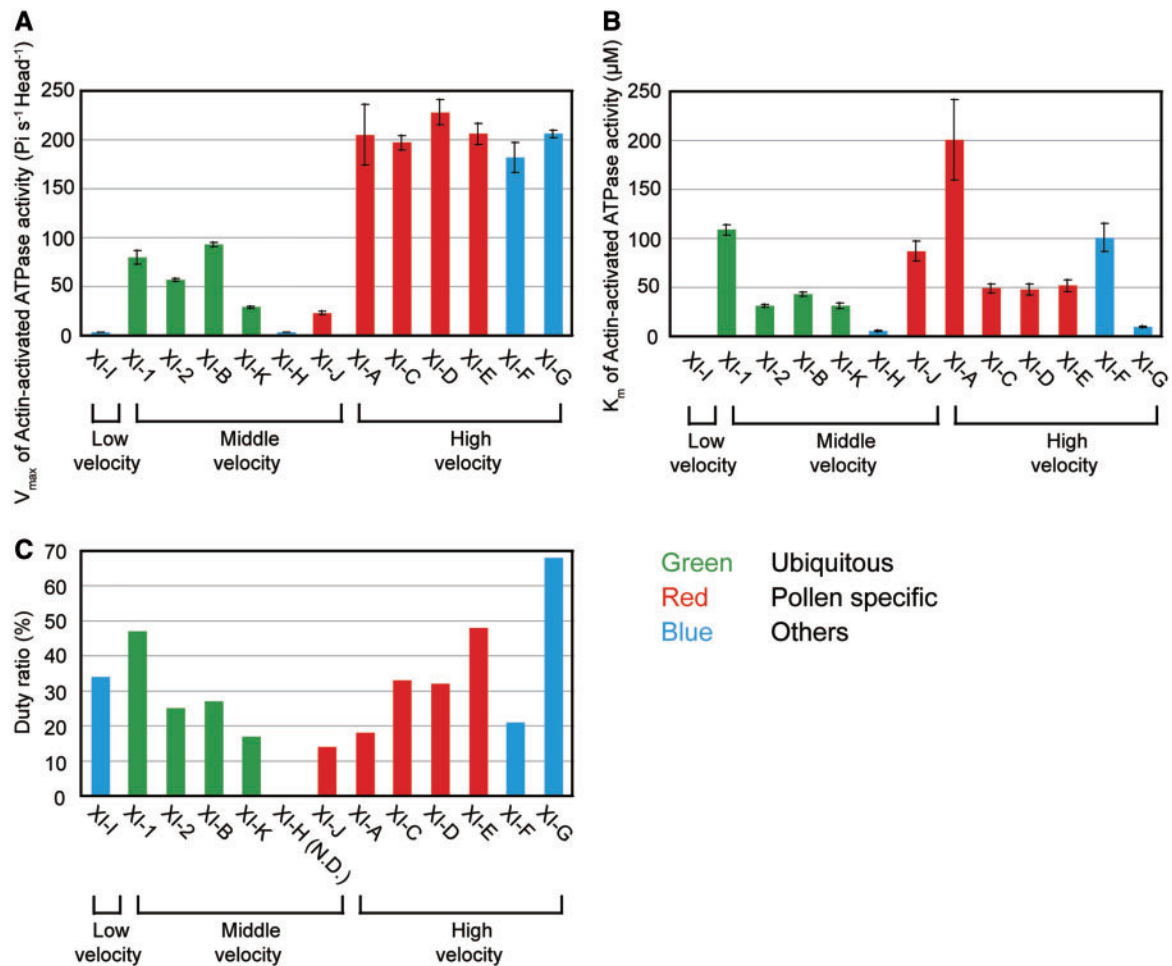 A
V_max of Actin-activated ATPase activity (Pi s⁻¹ Head⁻¹)
250
200
150
100
50
0
XI-I
XI-1
XI-2
XI-B
XI-K
XI-H
XI-J
XI-A
XI-C
XI-D
XI-E
XI-F
XI-G
Low
velocity
Middle
velocity
High
velocity
B
K_m of Actin-activated ATPase activity (µM)
250
200
150
100
50
0
XI-I
XI-1
XI-2
XI-B
XI-K
XI-H
XI-J
XI-A
XI-C
XI-D
XI-E
XI-F
XI-G
Low
velocity
Middle
velocity
High
velocity
C
Duty ratio (%)
70
60
50
40
30
20
10
0
XI-I
XI-1
XI-2
XI-B
XI-K
XI-H (N.D.)
XI-J
XI-A
XI-C
XI-D
XI-E
XI-F
XI-G
Low
velocity
Middle
velocity
High
velocity
Green Ubiquitous
Red Pollen specific
Blue Others